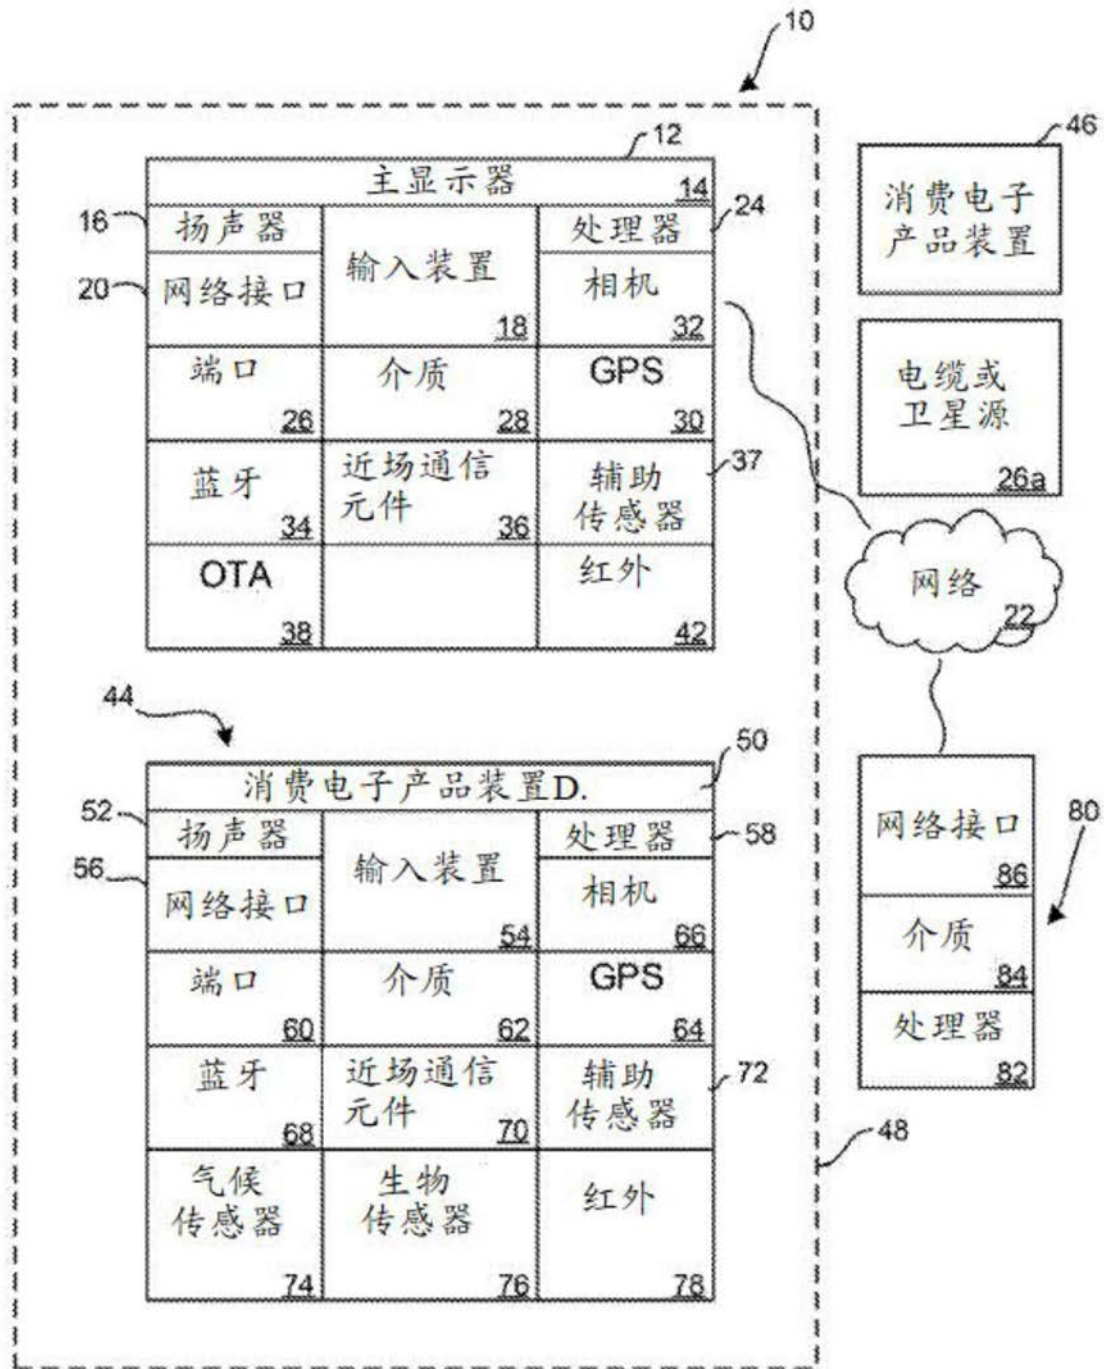 10
12
主显示器
14
16
扬声器
处理器
24
20
网络接口
输入装置
18
相机
32
端口
26
介质
28
GPS
30
蓝牙
34
近场通信
元件
36
辅助
传感器
37
OTA
38
红外
42
46
消费电子
产品装置
电缆或
卫星源
26a
网络
22
44
50
消费电子产品装置D.
52
扬声器
处理器
58
56
网络接口
输入装置
54
相机
66
端口
60
介质
62
GPS
64
蓝牙
68
近场通信
元件
70
辅助
传感器
72
气候
传感器
74
生物
传感器
76
红外
78
网络接口
86
80
介质
84
处理器
82
48